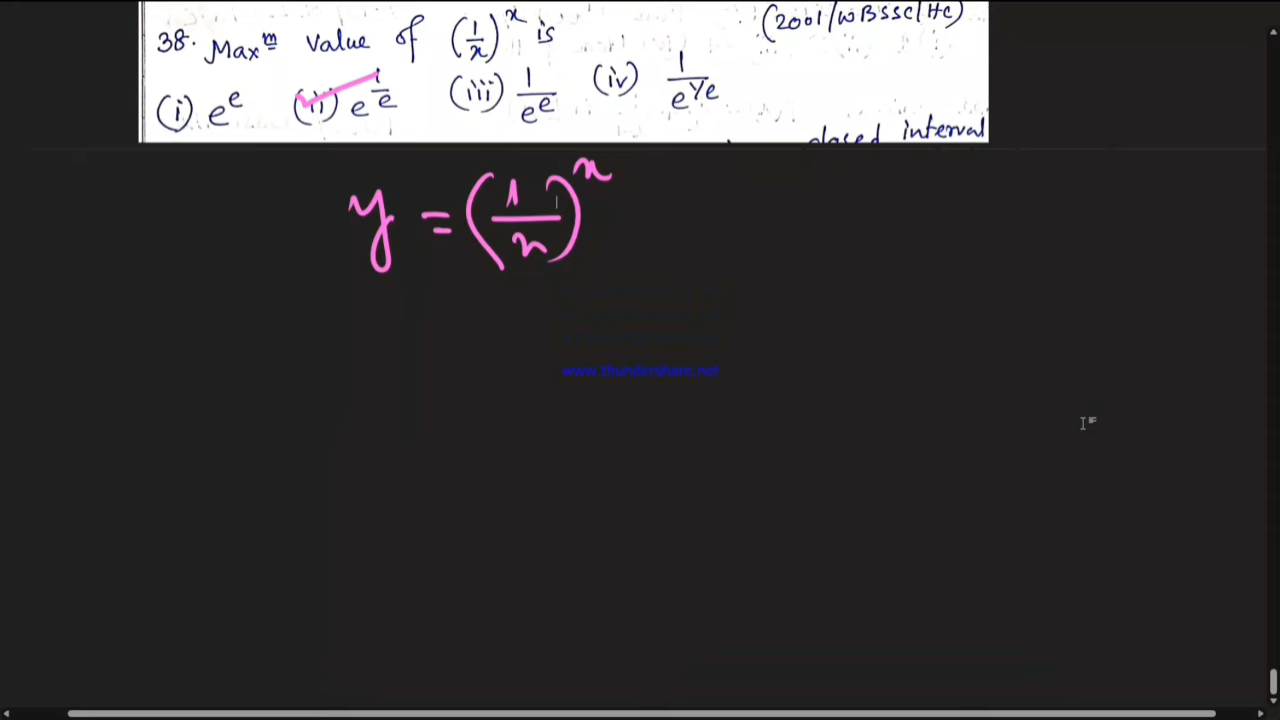 (2001/WBSSC/HC)
38. Maxᵐ value of (1/x)^x is
(i) e^e (ii) e^(1/e) (iii) 1/e^e (iv) 1/e^(1/e)
closed interval
y = (1/x)^x
www.thundershare.net